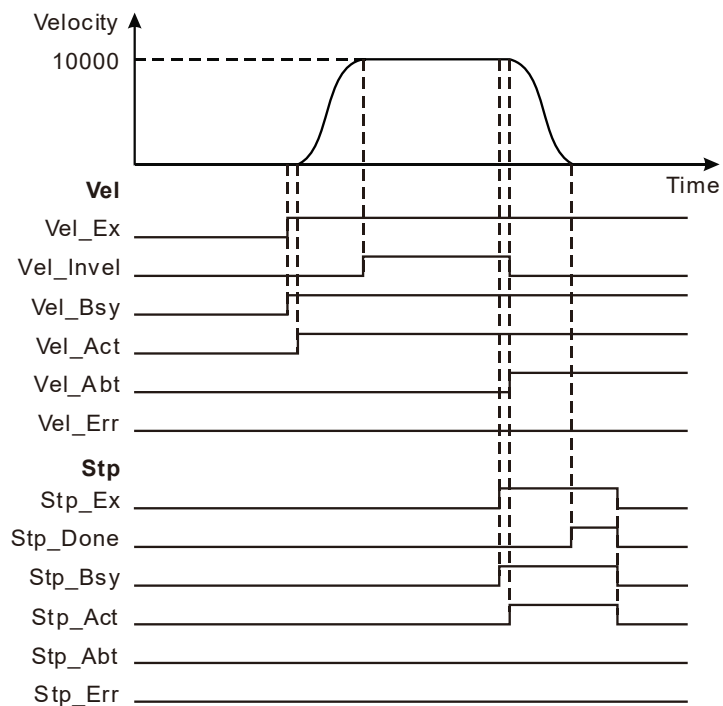 Velocity
10000
Time
Vel
Vel_Ex
Vel_Invel
Vel_Bsy
Vel_Act
Vel_Abt
Vel_Err
Stp
Stp_Ex
Stp_Done
Stp_Bsy
Stp_Act
Stp_Abt
Stp_Err